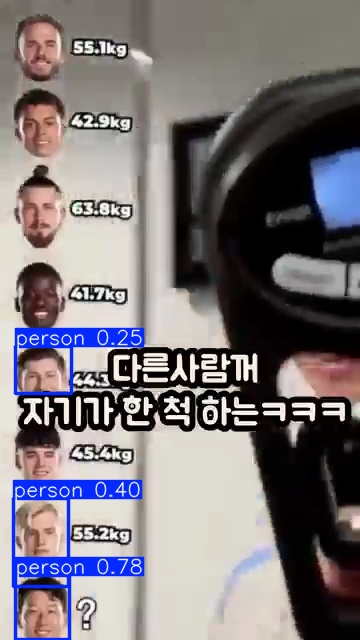 55.1kg
42.9kg
63.8kg
41.7kg
person 0.25
다른사람꺼
자기가 한 척 하는ㅋㅋㅋ
45.4kg
person 0.40
55.2kg
person 0.78
?